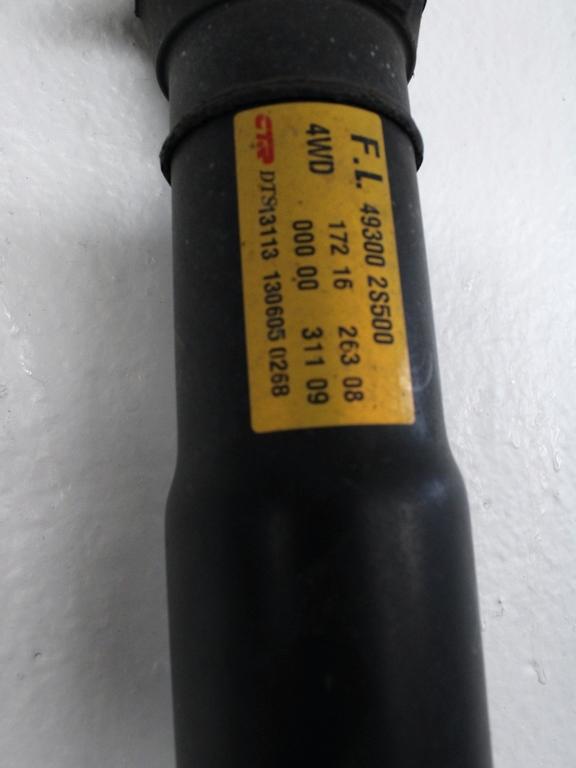 F.L. 49300 2S500
4WD 172 16 263 08
000 00 311 09
CTR DTS13113 130605 0268